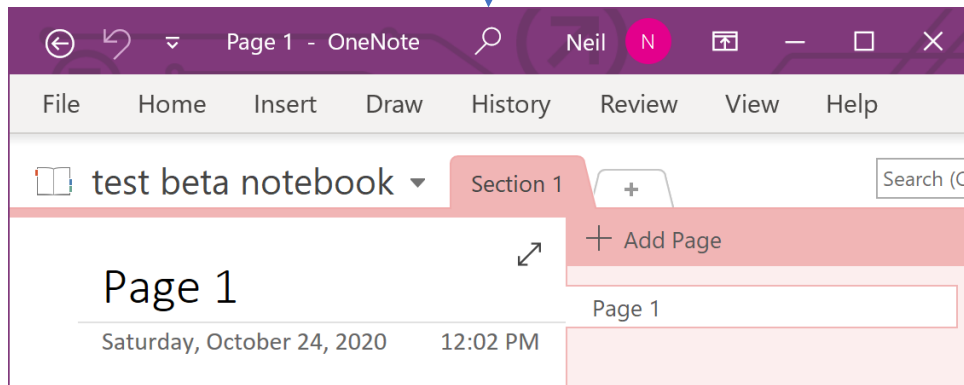 Page 1 - OneNote Neil N
File Home Insert Draw History Review View Help
test beta notebook Section 1 + Search (C
+ Add Page
Page 1
Page 1
Saturday, October 24, 2020 12:02 PM